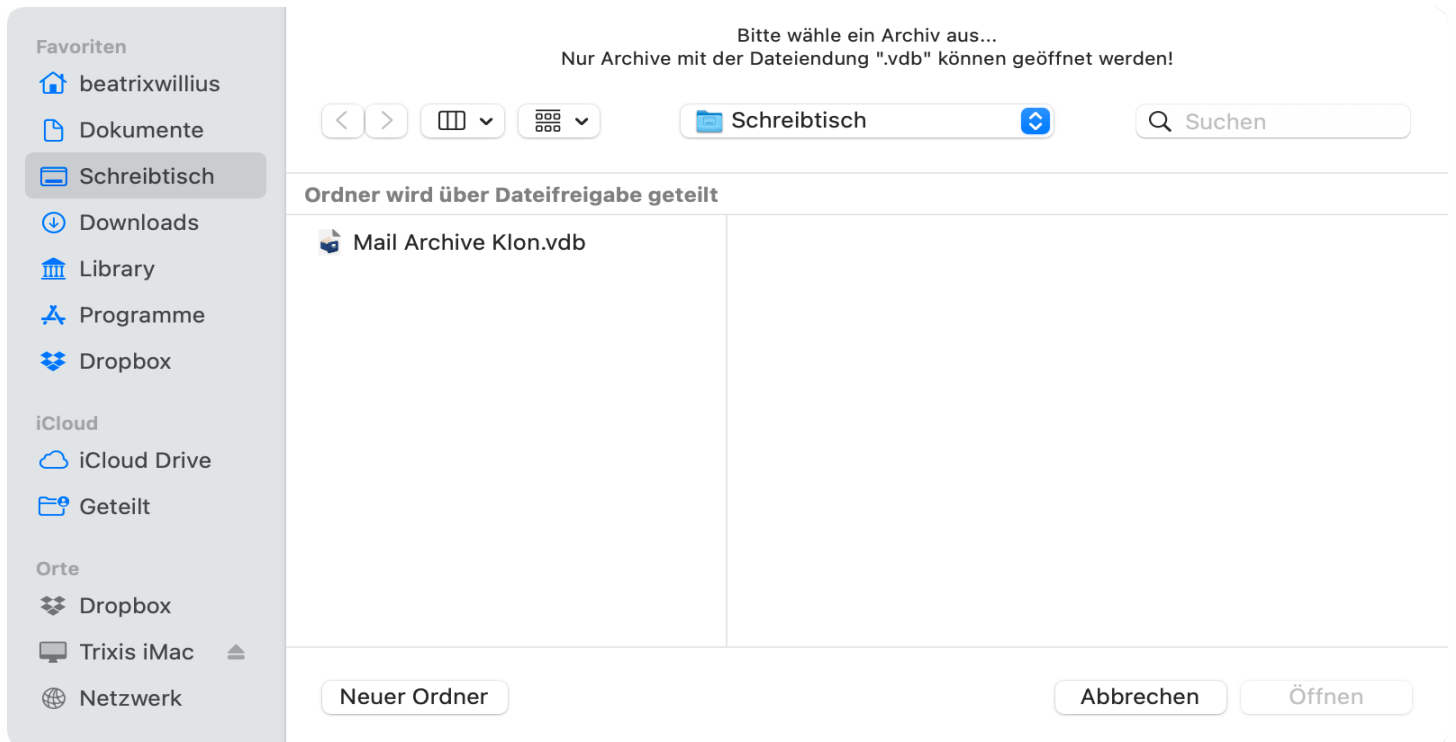 Favoriten
beatrixwillius
Dokumente
Schreibtisch
Downloads
Library
Programme
Dropbox
iCloud
iCloud Drive
Geteilt
Orte
Dropbox
Trixis iMac
Netzwerk
Bitte wähle ein Archiv aus...
Nur Archive mit der Dateiendung ".vdb" können geöffnet werden!
Schreibtisch
Suchen
Ordner wird über Dateifreigabe geteilt
Mail Archive Klon.vdb
Neuer Ordner
Abbrechen
Öffnen